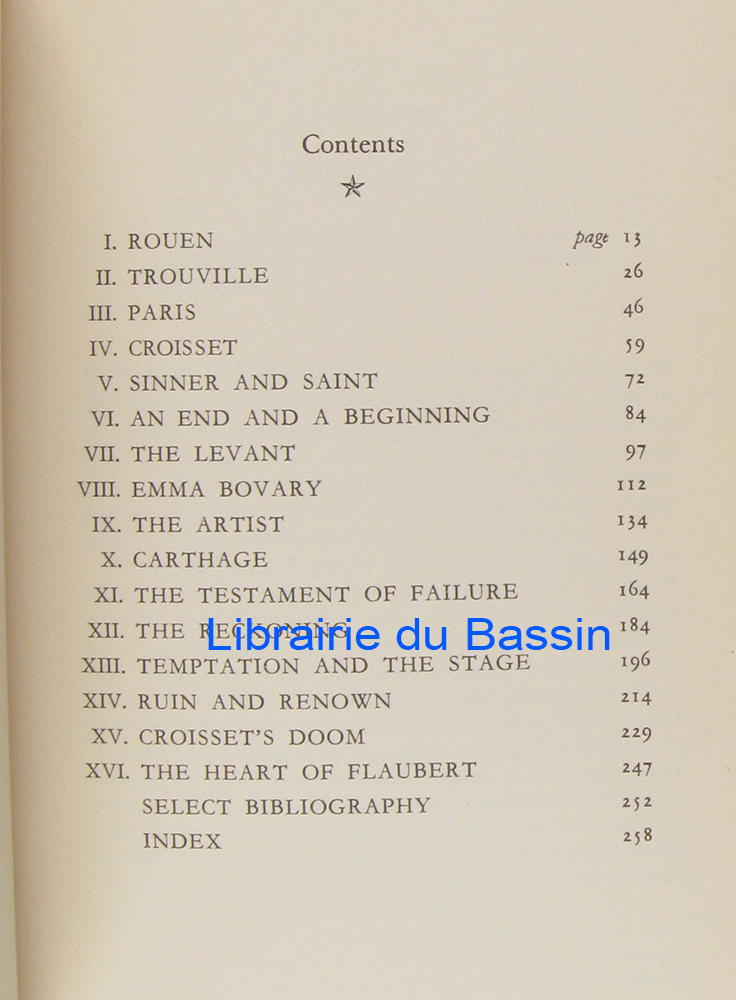 Contents
I. ROUEN page 13
II. TROUVILLE 26
III. PARIS 46
IV. CROISSET 59
V. SINNER AND SAINT 72
VI. AN END AND A BEGINNING 84
VII. THE LEVANT 97
VIII. EMMA BOVARY 112
IX. THE ARTIST 134
X. CARTHAGE 149
XI. THE TESTAMENT OF FAILURE 164
XII. THE RECKONING 184
Librairie du Bassin
XIII. TEMPTATION AND THE STAGE 196
XIV. RUIN AND RENOWN 214
XV. CROISSET'S DOOM 229
XVI. THE HEART OF FLAUBERT 247
SELECT BIBLIOGRAPHY 252
INDEX 258